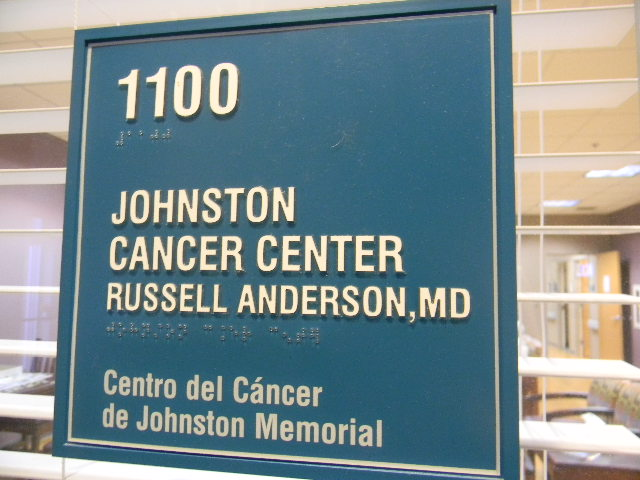 1100
JOHNSTON
CANCER CENTER
RUSSELL ANDERSON,MD
Centro del Cáncer
de Johnston Memorial